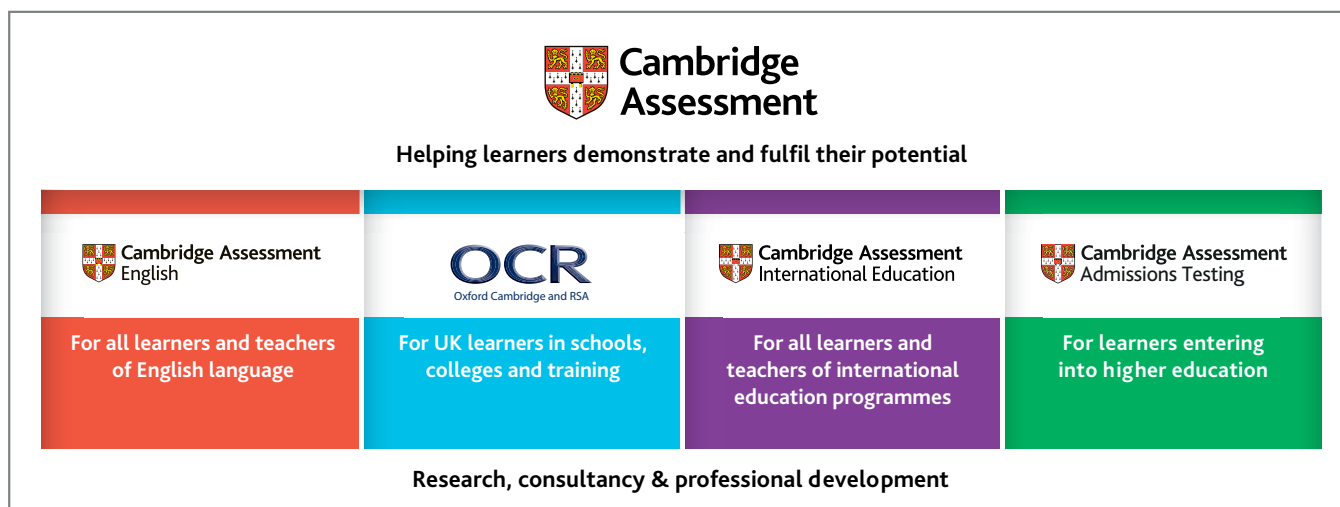 Cambridge
Assessment
Helping learners demonstrate and fulfil their potential
Cambridge Assessment
English
For all learners and teachers
of English language
OCR
Oxford Cambridge and RSA
For UK learners in schools,
colleges and training
Cambridge Assessment
International Education
For all learners and
teachers of international
education programmes
Cambridge Assessment
Admissions Testing
For learners entering
into higher education
Research, consultancy & professional development